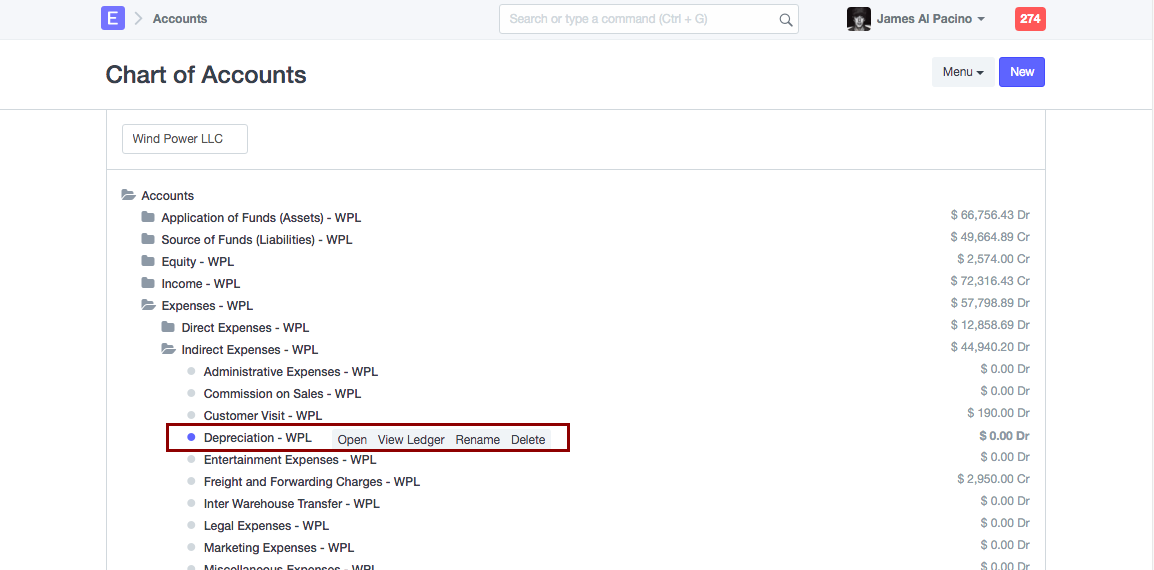 E Accounts Search or type a command (Ctrl + G) James Al Pacino 274
Chart of Accounts Menu New
Wind Power LLC
Accounts
Application of Funds (Assets) - WPL $ 66,756.43 Dr
Source of Funds (Liabilities) - WPL $ 49,664.89 Cr
Equity - WPL $ 2,574.00 Cr
Income - WPL $ 72,316.43 Cr
Expenses - WPL $ 57,798.89 Dr
Direct Expenses - WPL $ 12,858.69 Dr
Indirect Expenses - WPL $ 44,940.20 Dr
Administrative Expenses - WPL $ 0.00 Dr
Commission on Sales - WPL $ 0.00 Dr
Customer Visit - WPL $ 190.00 Dr
Depreciation - WPL Open View Ledger Rename Delete $ 0.00 Dr
Entertainment Expenses - WPL $ 0.00 Dr
Freight and Forwarding Charges - WPL $ 2,950.00 Cr
Inter Warehouse Transfer - WPL $ 0.00 Dr
Legal Expenses - WPL $ 0.00 Dr
Marketing Expenses - WPL $ 0.00 Dr
Miscellaneous Expenses - WPL $ 0.00 Dr